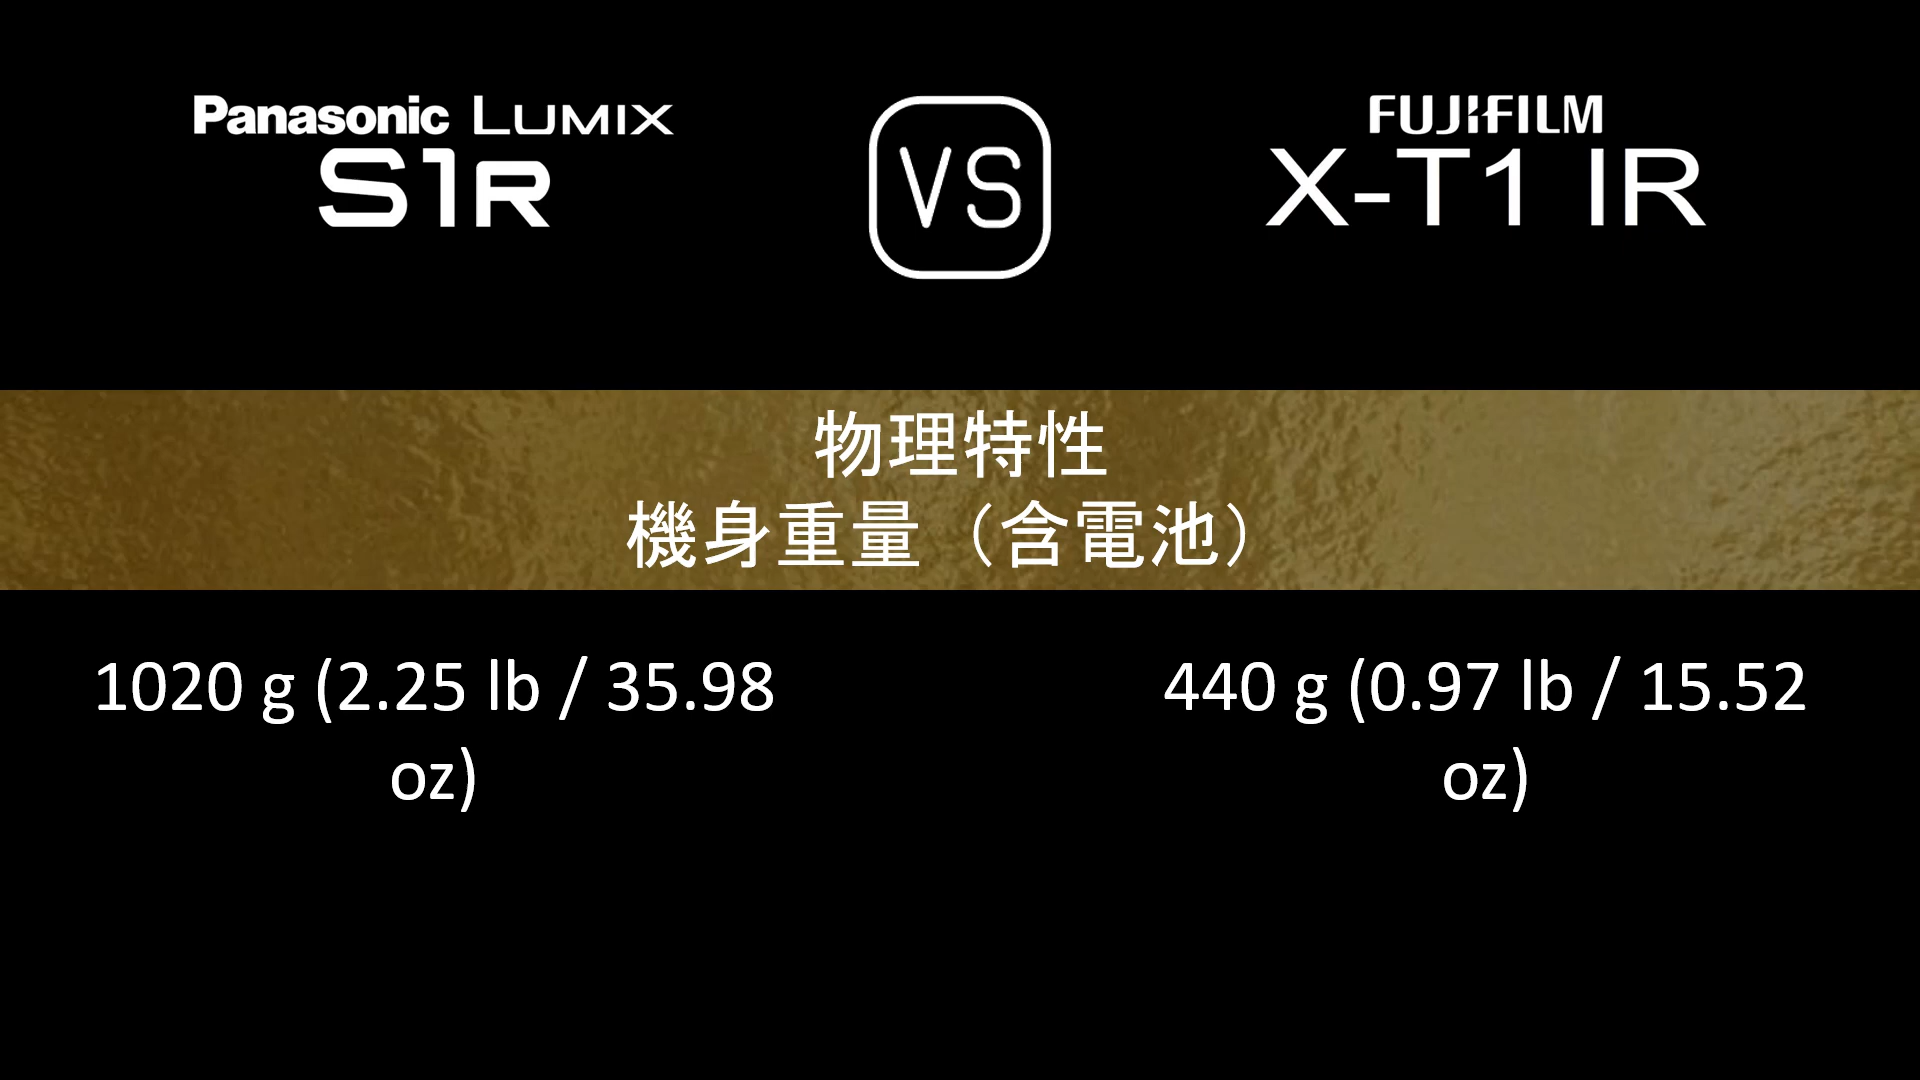 Panasonic LUMIX
S1R
VS
FUJIFILM
X-T1 IR
物理特性
機身重量（含電池）
1020 g (2.25 lb / 35.98
oz)
440 g (0.97 lb / 15.52
oz)